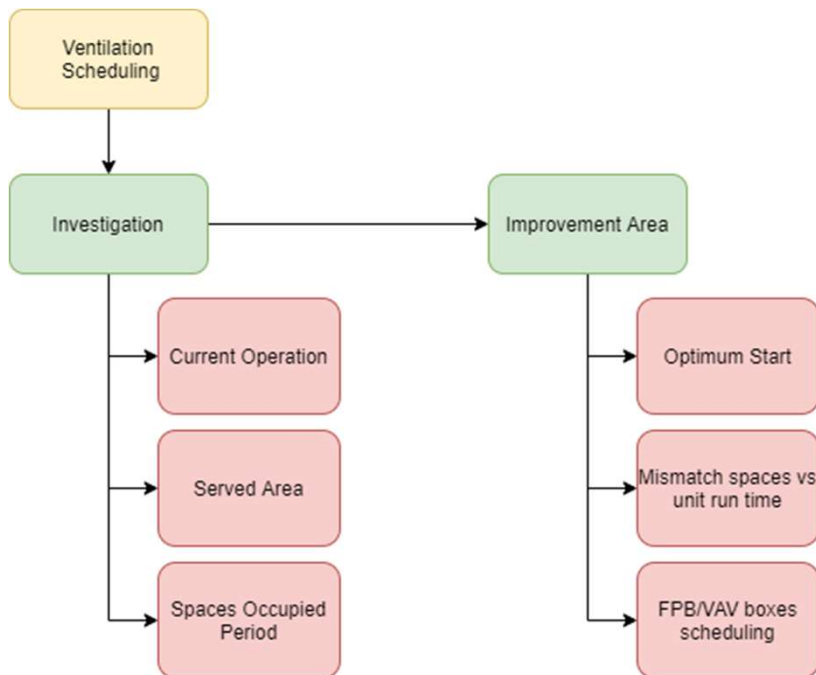 Ventilation
Scheduling
Investigation
Improvement Area
Current Operation
Optimum Start
Served Area
Mismatch spaces vs
unit run time
Spaces Occupied
Period
FPB/VAV boxes
scheduling